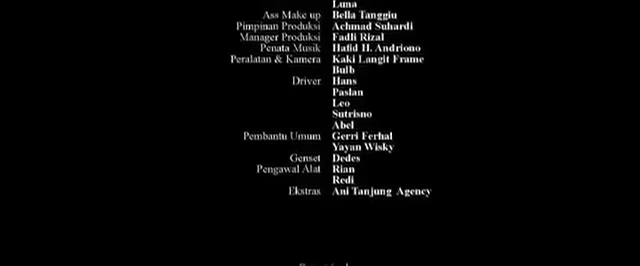 Luna
Ass Make up Bella Tanggiu
Pimpinan Produksi Achmad Suhardi
Manager Produksi Fadli Rizal
Penata Musik Hafid H. Andriono
Peralatan & Kamera Kaki Langit Frame
Bulb
Driver Hans
Paslan
Leo
Sutrisno
Abel
Pembantu Umum Gerri Ferhal
Yayan Wisky
Genset Dedes
Pengawal Alat Rian
Redi
Ekstras Ani Tanjung Agency